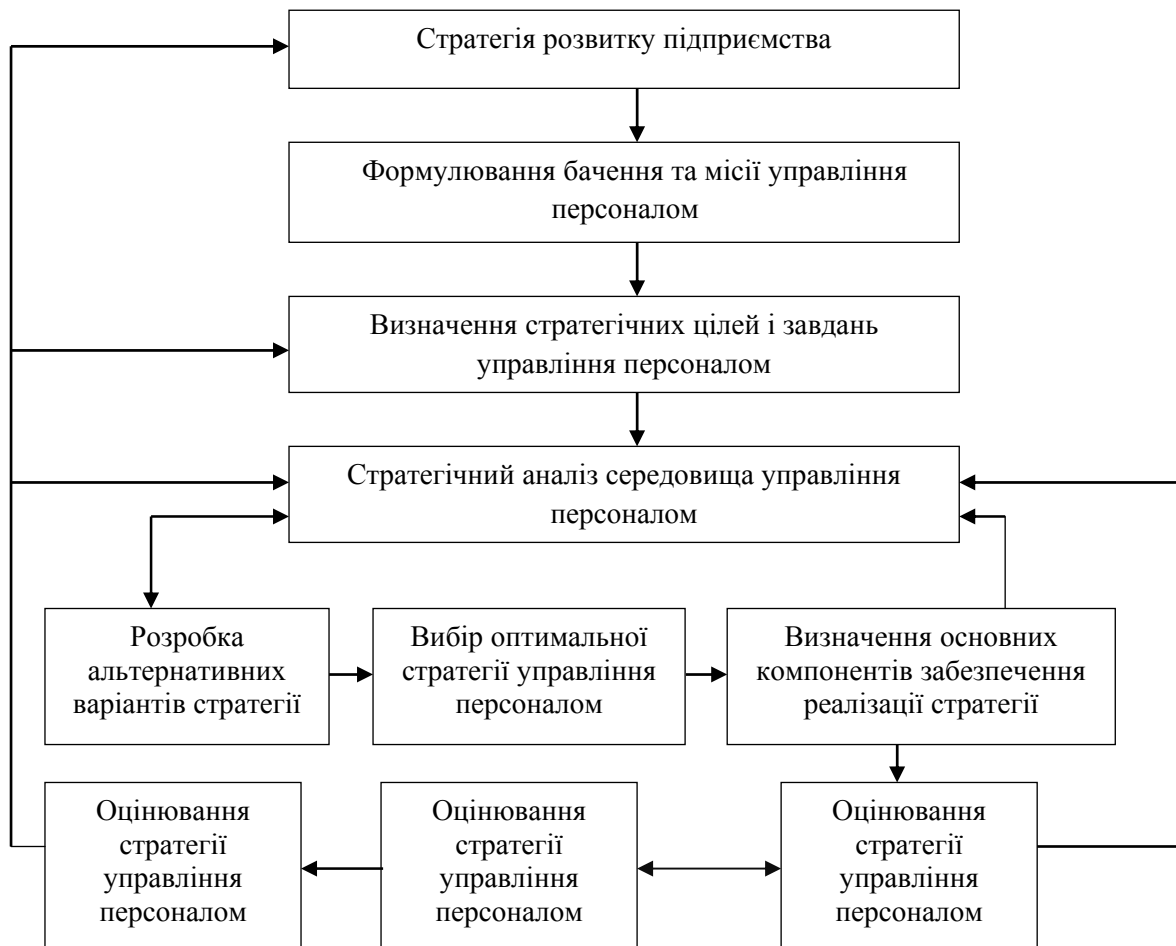 Стратегія розвитку підприємства
Формулювання бачення та місії управління
персоналом
Визначення стратегічних цілей і завдань
управління персоналом
Стратегічний аналіз середовища управління
персоналом
Розробка
альтернативних
варіантів стратегії
Вибір оптимальної
стратегії управління
персоналом
Визначення основних
компонентів забезпечення
реалізації стратегії
Оцінювання
стратегії
управління
персоналом
Оцінювання
стратегії
управління
персоналом
Оцінювання
стратегії
управління
персоналом